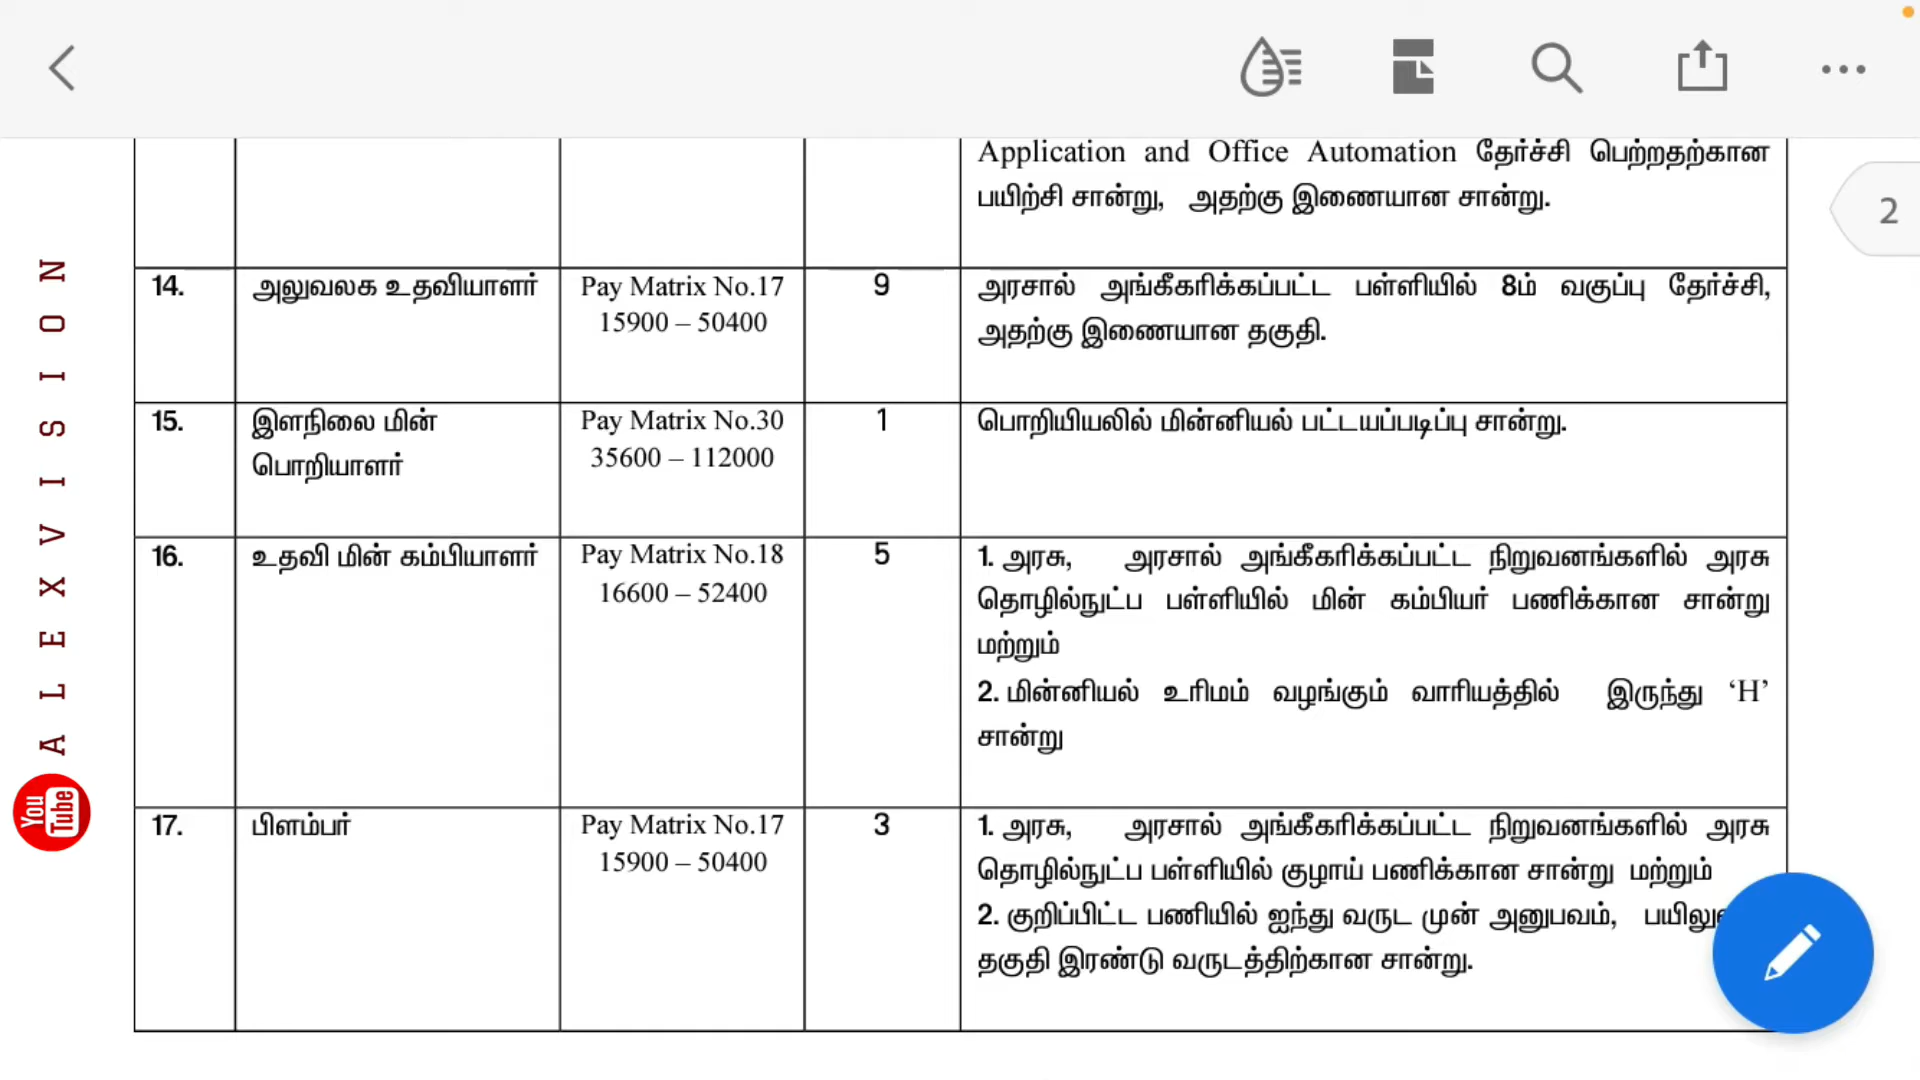 Application and Office Automation தேர்ச்சி பெற்றதற்கான
பயிற்சி சான்று, அதற்கு இணையான சான்று.
2
14. அலுவலக உதவியாளர் Pay Matrix No.17 9 அரசால் அங்கீகரிக்கப்பட்ட பள்ளியில் 8ம் வகுப்பு தேர்ச்சி,
15900 – 50400 அதற்கு இணையான தகுதி.
15. இளநிலை மின் Pay Matrix No.30 1 பொறியியலில் மின்னியல் பட்டயப்படிப்பு சான்று.
பொறியாளர் 35600 – 112000
16. உதவி மின் கம்பியாளர் Pay Matrix No.18 5 1. அரசு, அரசால் அங்கீகரிக்கப்பட்ட நிறுவனங்களில் அரசு
16600 – 52400 தொழில்நுட்ப பள்ளியில் மின் கம்பியர் பணிக்கான சான்று
மற்றும்
2. மின்னியல் உரிமம் வழங்கும் வாரியத்தில் இருந்து ‘H’
சான்று
17. பிளம்பர் Pay Matrix No.17 3 1. அரசு, அரசால் அங்கீகரிக்கப்பட்ட நிறுவனங்களில் அரசு
15900 – 50400 தொழில்நுட்ப பள்ளியில் குழாய் பணிக்கான சான்று மற்றும்
2. குறிப்பிட்ட பணியில் ஐந்து வருட முன் அனுபவம்,
தகுதி இரண்டு வருடத்திற்கான சான்று.
ALEX VISION
You Tube